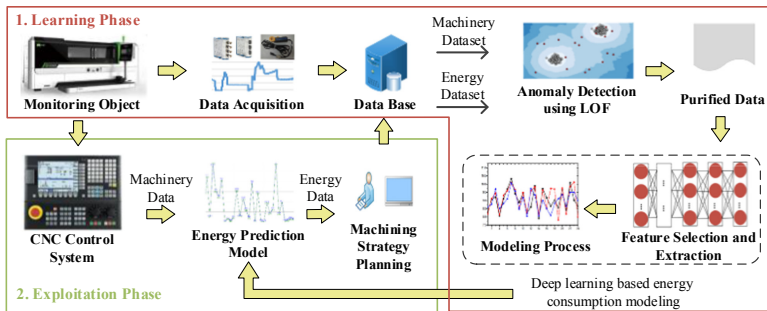 1. Learning Phase
Machinery
Dataset
Energy
Dataset
Monitoring Object
Data Acquisition
Data Base
Anomaly Detection
using LOF
Purified Data
Machinery
Data
Energy
Data
CNC Control
System
Energy Prediction
Model
Machining
Strategy
Planning
Modeling Process
Feature Selection and
Extraction
2. Exploitation Phase
Deep learning based energy
consumption modeling